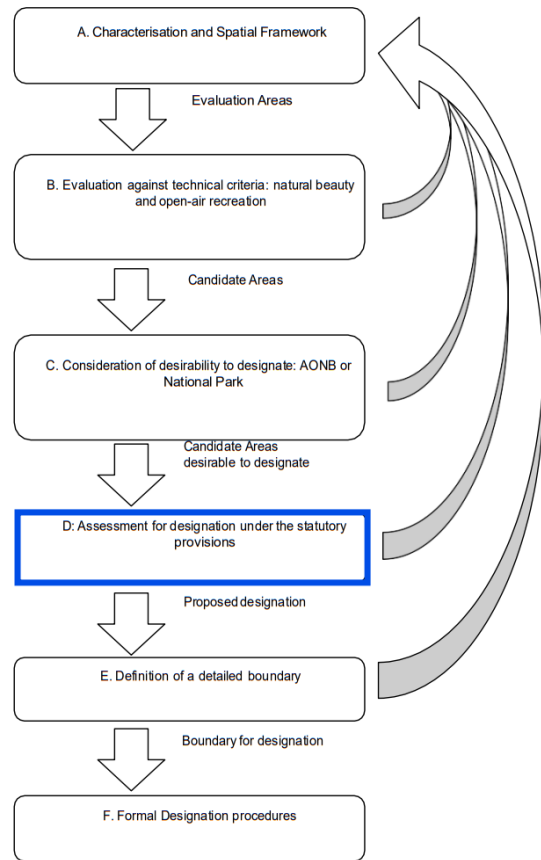 A. Characterisation and Spatial Framework
Evaluation Areas
B. Evaluation against technical criteria: natural beauty
and open-air recreation
Candidate Areas
C. Consideration of desirability to designate: AONB or
National Park
Candidate Areas
desirable to designate
D: Assessment for designation under the statutory
provisions
Proposed designation
E. Definition of a detailed boundary
Boundary for designation
F. Formal Designation procedures